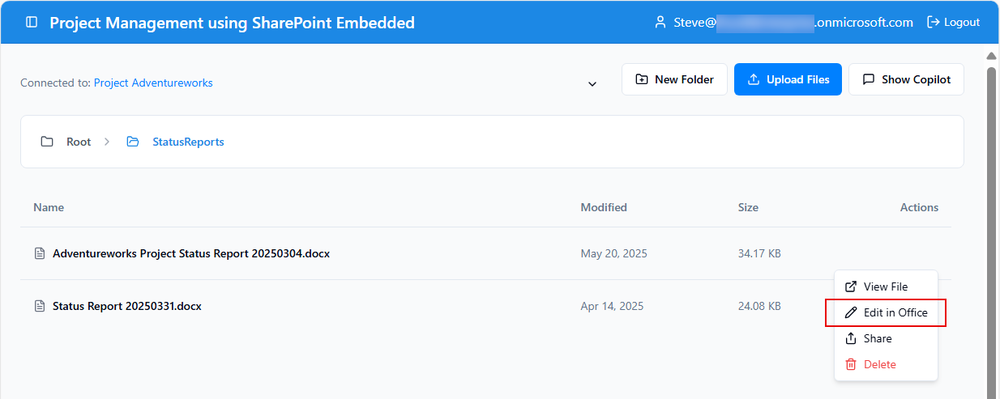 Project Management using SharePoint Embedded
Steve@ .onmicrosoft.com
Logout
Connected to: Project Adventureworks
New Folder
Upload Files
Show Copilot
Root
StatusReports
Name Modified Size Actions
Adventureworks Project Status Report 20250304.docx May 20, 2025 34.17 KB
Status Report 20250331.docx Apr 14, 2025 24.08 KB
View File
Edit in Office
Share
Delete